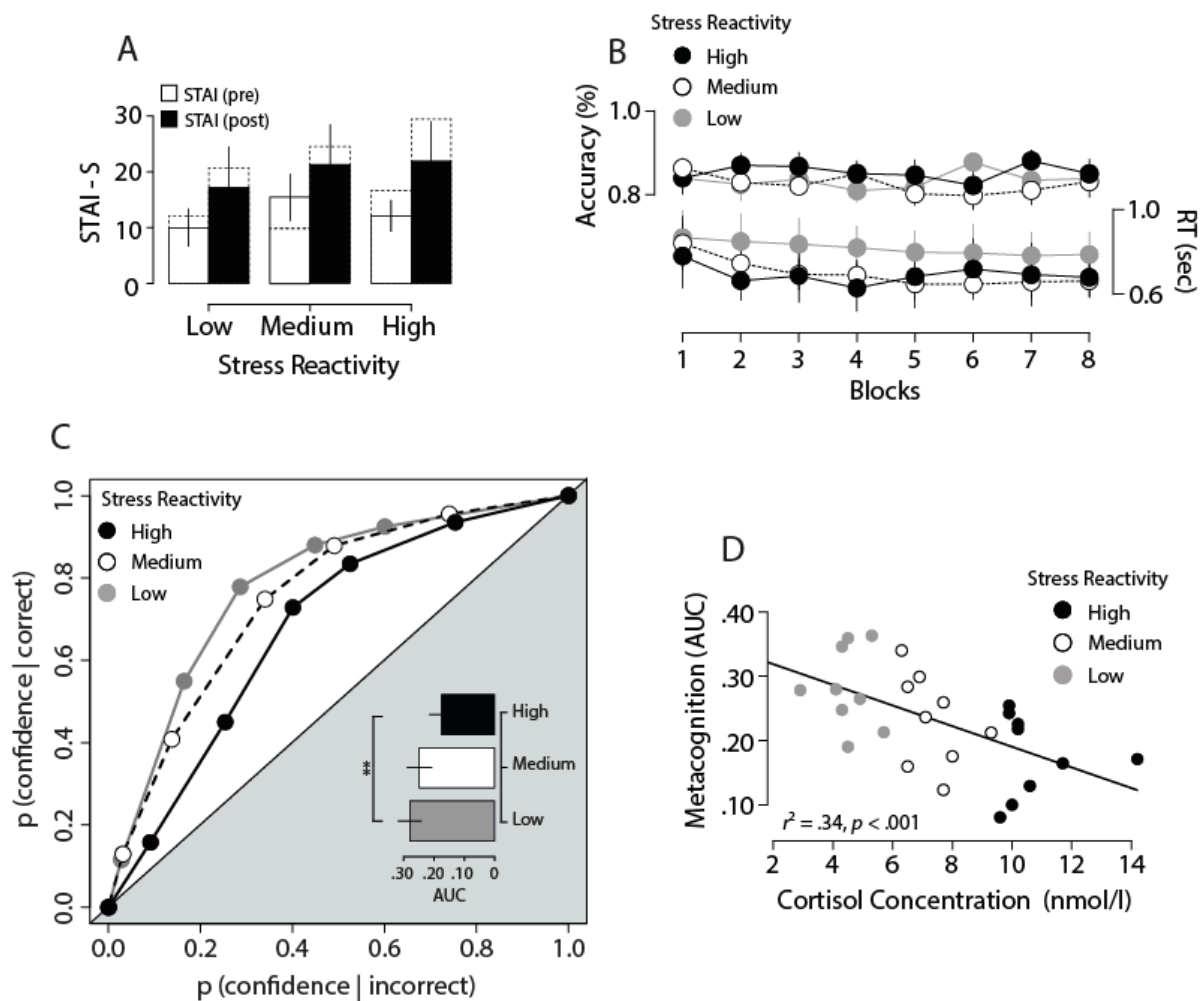 A
STAI (pre)
STAI (post)
30
20
10
0
STAI - S
Low Medium High
Stress Reactivity
B
Stress Reactivity
High
Medium
Low
1.0
0.8
Accuracy (%)
1.0
0.6
RT (sec)
1 2 3 4 5 6 7 8
Blocks
C
Stress Reactivity
High
Medium
Low
1.0
0.8
0.6
0.4
0.2
0.0
p (confidence | correct)
**
High
Medium
Low
.30 .20 .10 0
AUC
0.0 0.2 0.4 0.6 0.8 1.0
p (confidence | incorrect)
D
Stress Reactivity
High
Medium
Low
.40
.30
.20
.10
Metacognition (AUC)
r² = .34, p < .001
2 4 6 8 10 12 14
Cortisol Concentration (nmol/l)